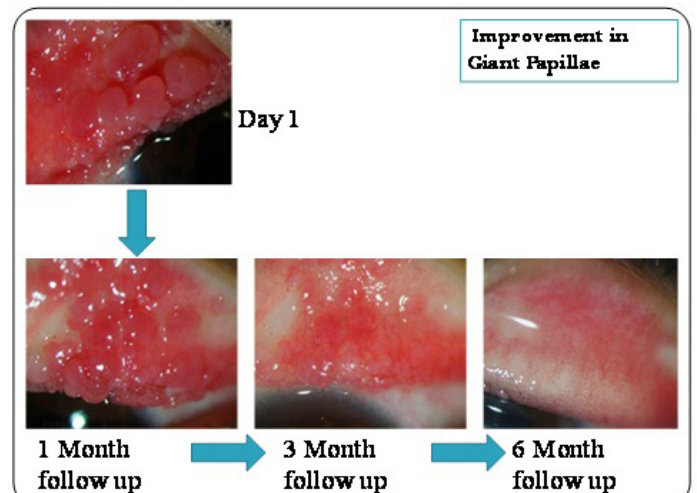 Improvement in
Giant Papillae
Day 1
1 Month
follow up
3 Month
follow up
6 Month
follow up